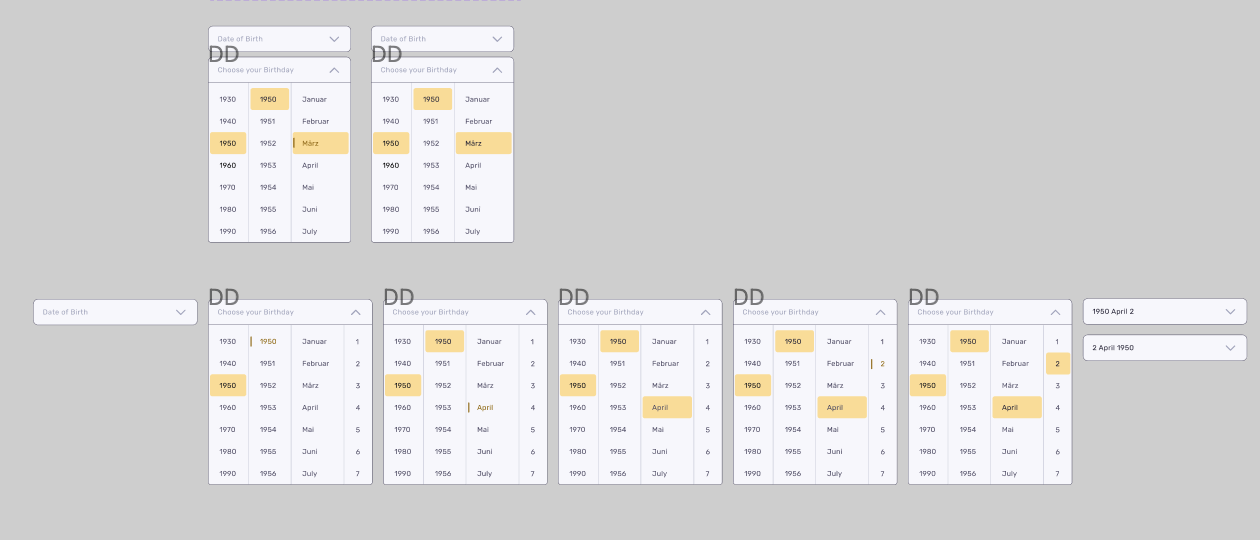 Date of Birth
DD
Choose your Birthday
1930 1950 Januar
1940 1951 Februar
1950 1952 März
1960 1953 April
1970 1954 Mai
1980 1955 Juni
1990 1956 July
Date of Birth
DD
Choose your Birthday
1930 1950 Januar
1940 1951 Februar
1950 1952 März
1960 1953 April
1970 1954 Mai
1980 1955 Juni
1990 1956 July
Date of Birth
DD
Choose your Birthday
1930 1950 Januar 1
1940 1951 Februar 2
1950 1952 März 3
1960 1953 April 4
1970 1954 Mai 5
1980 1955 Juni 6
1990 1956 July 7
DD
Choose your Birthday
1930 1950 Januar 1
1940 1951 Februar 2
1950 1952 März 3
1960 1953 April 4
1970 1954 Mai 5
1980 1955 Juni 6
1990 1956 July 7
DD
Choose your Birthday
1930 1950 Januar 1
1940 1951 Februar 2
1950 1952 März 3
1960 1953 April 4
1970 1954 Mai 5
1980 1955 Juni 6
1990 1956 July 7
DD
Choose your Birthday
1930 1950 Januar 1
1940 1951 Februar 2
1950 1952 März 3
1960 1953 April 4
1970 1954 Mai 5
1980 1955 Juni 6
1990 1956 July 7
DD
Choose your Birthday
1930 1950 Januar 1
1940 1951 Februar 2
1950 1952 März 3
1960 1953 April 4
1970 1954 Mai 5
1980 1955 Juni 6
1990 1956 July 7
1950 April 2
2 April 1950